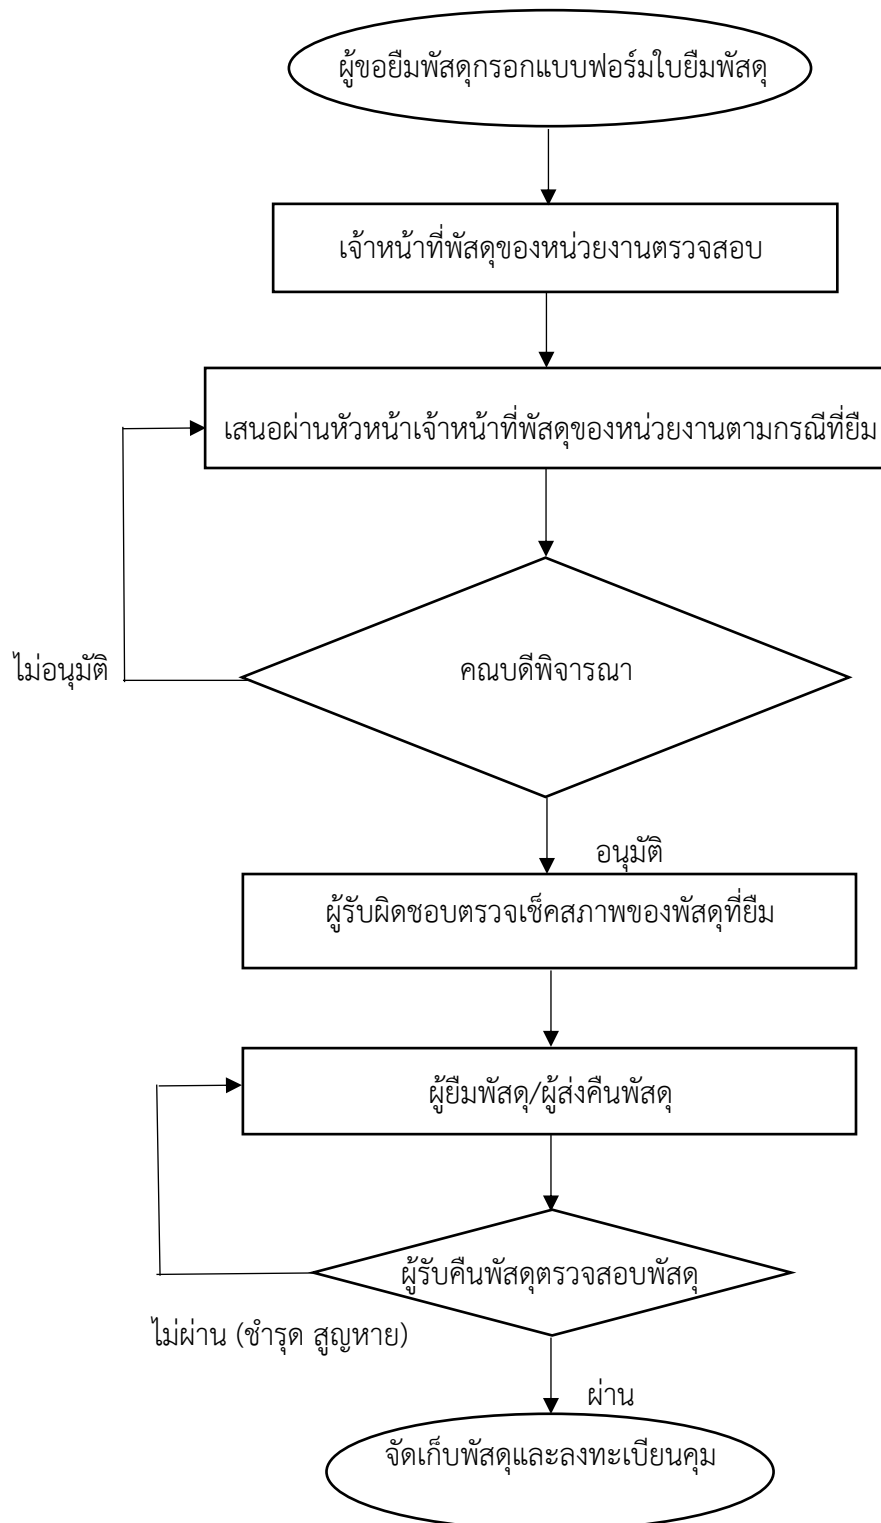 ผู้ขอยืมพัสดุกรอกแบบฟอร์มใบยืมพัสดุ
เจ้าหน้าที่พัสดุของหน่วยงานตรวจสอบ
เสนอผ่านหัวหน้าเจ้าหน้าที่พัสดุของหน่วยงานตามกรณีที่ยืม
ไม่อนุมัติ
คณบดีพิจารณา
อนุมัติ
ผู้รับผิดชอบตรวจเช็คสภาพของพัสดุที่ยืม
ผู้ยืมพัสดุ/ผู้ส่งคืนพัสดุ
ผู้รับคืนพัสดุตรวจสอบพัสดุ
ไม่ผ่าน (ชำรุด สูญหาย)
ผ่าน
จัดเก็บพัสดุและลงทะเบียนคุม